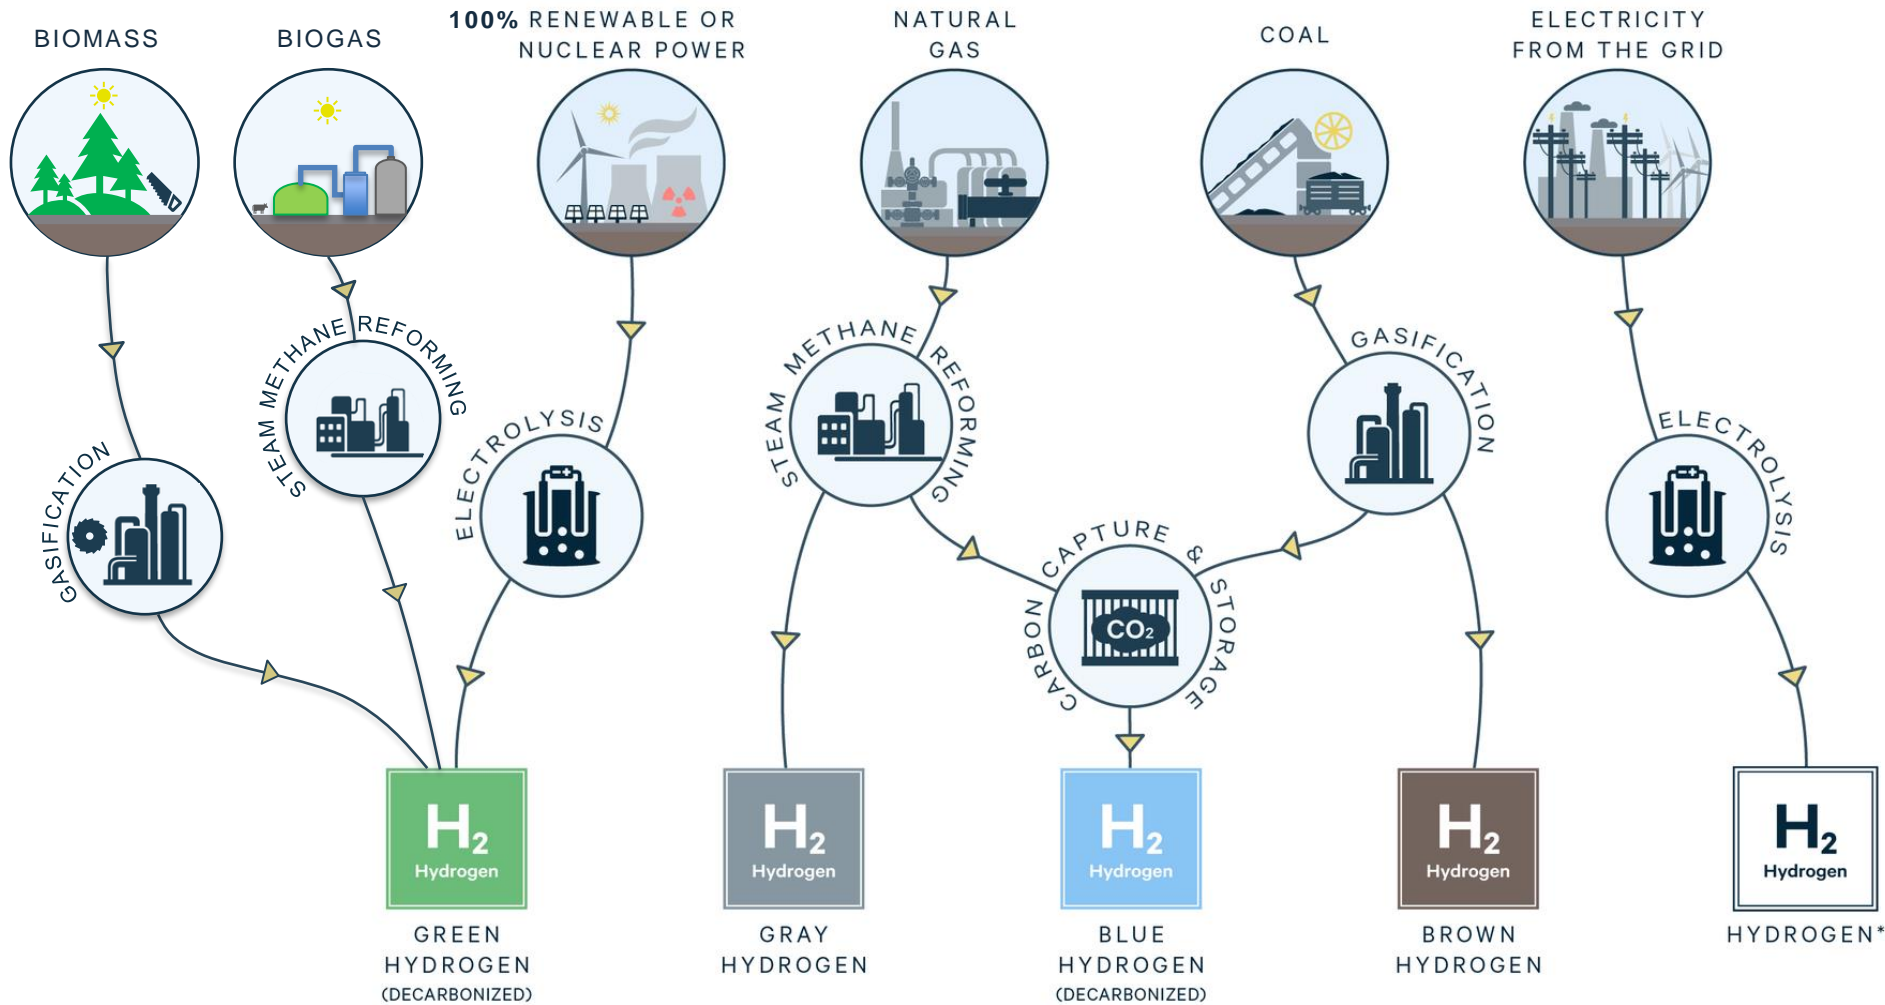 BIOMASS
BIOGAS
100% RENEWABLE OR
NUCLEAR POWER
NATURAL
GAS
COAL
ELECTRICITY
FROM THE GRID
GASIFICATION
STEAM METHANE REFORMING
ELECTROLYSIS
STEAM METHANE REFORMING
GASIFICATION
ELECTROLYSIS
CARBON CAPTURE & STORAGE
CO2
H2
Hydrogen
GREEN
HYDROGEN
(DECARBONIZED)
H2
Hydrogen
GRAY
HYDROGEN
H2
Hydrogen
BLUE
HYDROGEN
(DECARBONIZED)
H2
Hydrogen
BROWN
HYDROGEN
H2
Hydrogen
HYDROGEN*